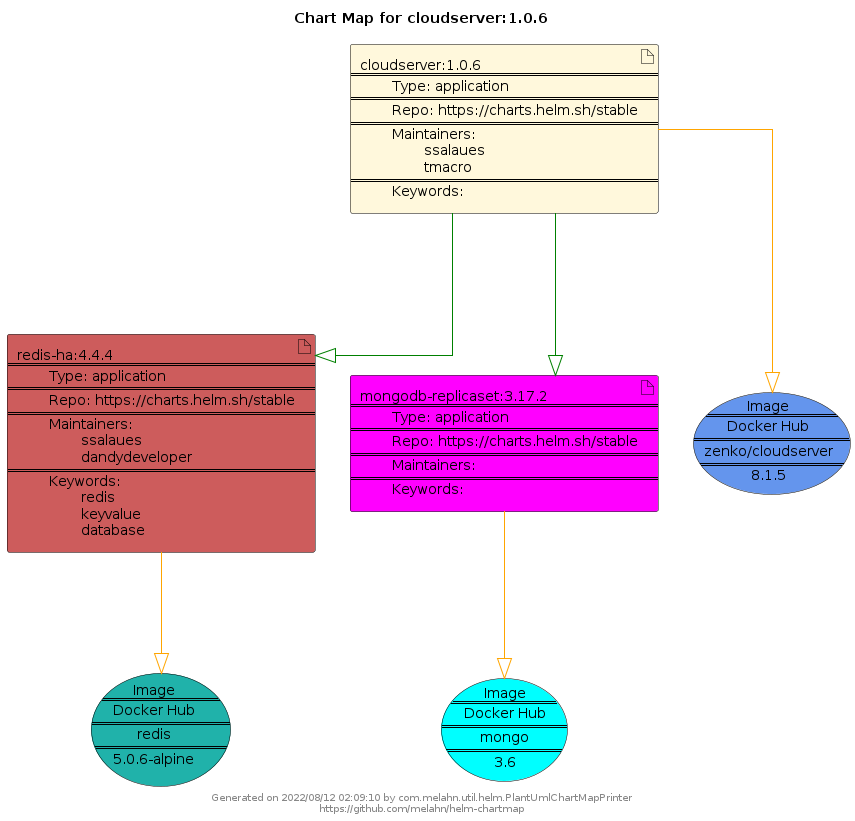 Chart Map for cloudserver:1.0.6
cloudserver:1.0.6
Type: application
Repo: https://charts.helm.sh/stable
Maintainers:
ssalaues
tmacro
Keywords:
redis-ha:4.4.4
Type: application
Repo: https://charts.helm.sh/stable
Maintainers:
ssalaues
dandydeveloper
Keywords:
redis
keyvalue
database
mongodb-replicaset:3.17.2
Type: application
Repo: https://charts.helm.sh/stable
Maintainers:
Keywords:
Image
Docker Hub
zenko/cloudserver
8.1.5
Image
Docker Hub
redis
5.0.6-alpine
Image
Docker Hub
mongo
3.6
Generated on 2022/08/12 02:09:10 by com.melahn.util.helm.PlantUmlChartMapPrinter
https://github.com/melahn/helm-chartmap